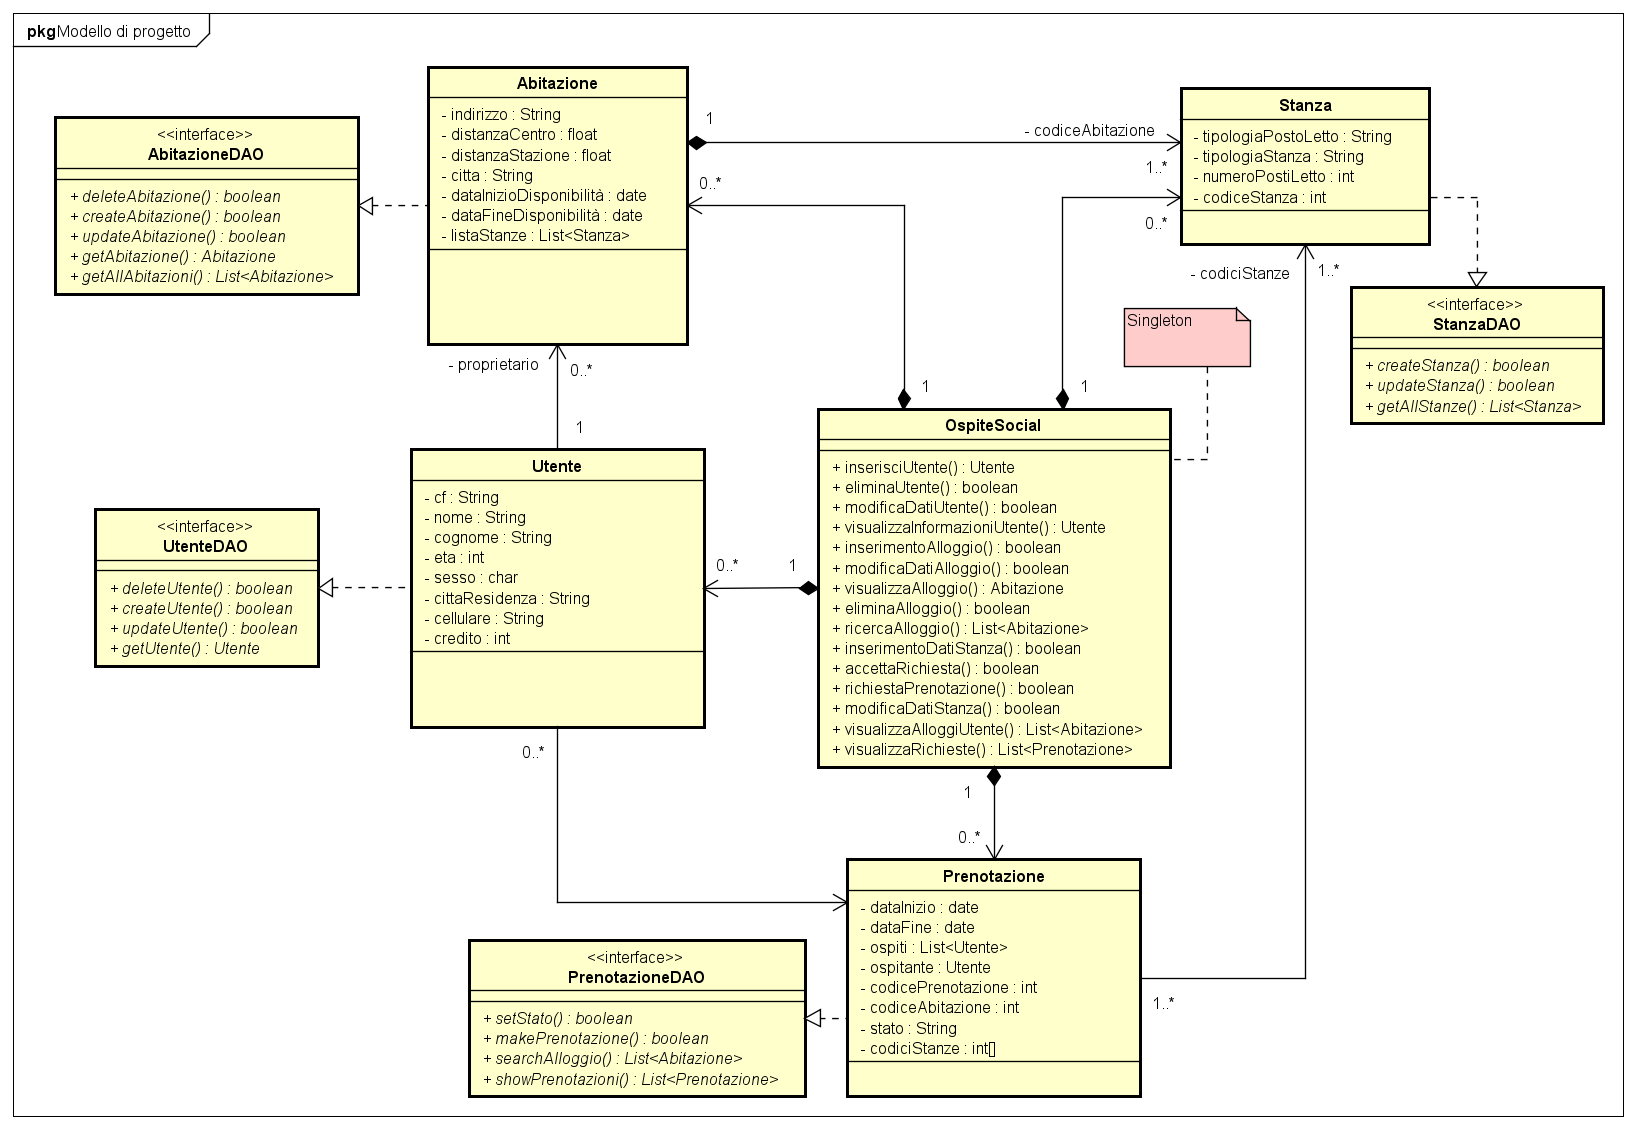 pkg Modello di progetto
Abitazione
- indirizzo : String
- distanzaCentro : float
- distanzaStazione : float
- citta : String
- dataInizioDisponibilità : date
- dataFineDisponibilità : date
- listaStanze : List<Stanza>
<<interface>>
AbitazioneDAO
+ deleteAbitazione() : boolean
+ createAbitazione() : boolean
+ updateAbitazione() : boolean
+ getAbitazione() : Abitazione
+ getAllAbitazioni() : List<Abitazione>
1
- codiceAbitazione
1..*
0..*
0..*
Stanza
- tipologiaPostoLetto : String
- tipologiaStanza : String
- numeroPostiLetto : int
- codiceStanza : int
- codiciStanze
1..*
<<interface>>
StanzaDAO
+ createStanza() : boolean
+ updateStanza() : boolean
+ getAllStanze() : List<Stanza>
Singleton
- proprietario
0..*
1
1
1
Utente
- cf : String
- nome : String
- cognome : String
- eta : int
- sesso : char
- cittaResidenza : String
- cellulare : String
- credito : int
<<interface>>
UtenteDAO
+ deleteUtente() : boolean
+ createUtente() : boolean
+ updateUtente() : boolean
+ getUtente() : Utente
0..*
1
OspiteSocial
+ inserisciUtente() : Utente
+ eliminaUtente() : boolean
+ modificaDatiUtente() : boolean
+ visualizzaInformazioniUtente() : Utente
+ inserimentoAlloggio() : boolean
+ modificaDatiAlloggio() : boolean
+ visualizzaAlloggio() : Abitazione
+ eliminaAlloggio() : boolean
+ ricercaAlloggio() : List<Abitazione>
+ inserimentoDatiStanza() : boolean
+ accettaRichiesta() : boolean
+ richiestaPrenotazione() : boolean
+ modificaDatiStanza() : boolean
+ visualizzaAlloggiUtente() : List<Abitazione>
+ visualizzaRichieste() : List<Prenotazione>
0..*
1
0..*
Prenotazione
- dataInizio : date
- dataFine : date
- ospiti : List<Utente>
- ospitante : Utente
- codicePrenotazione : int
- codiceAbitazione : int
- stato : String
- codiciStanze : int[]
1..*
<<interface>>
PrenotazioneDAO
+ setStato() : boolean
+ makePrenotazione() : boolean
+ searchAlloggio() : List<Abitazione>
+ showPrenotazioni() : List<Prenotazione>